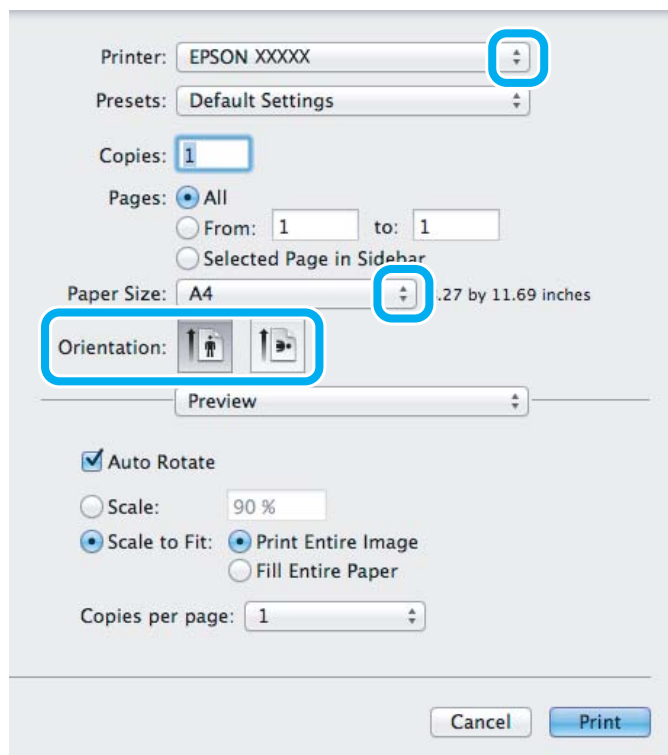 Printer: EPSON XXXXX
Presets: Default Settings
Copies: 1
Pages: All
From: 1 to: 1
Selected Page in Sidebar
Paper Size: A4 .27 by 11.69 inches
Orientation:
Preview
Auto Rotate
Scale: 90 %
Scale to Fit: Print Entire Image
Fill Entire Paper
Copies per page: 1
Cancel Print